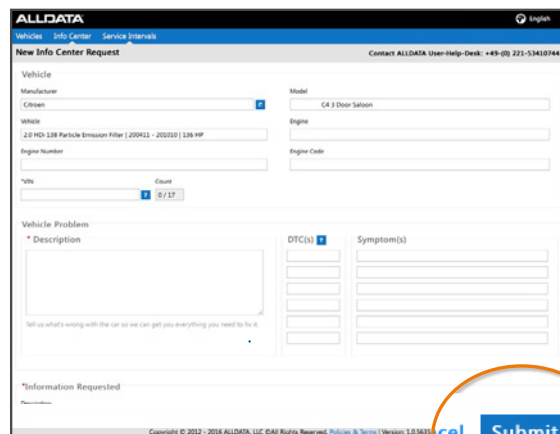 ALLDATA
English
Vehicles Info Center Service Intervals
New Info Center Request
Contact ALLDATA User-Help-Desk: +49-(0) 221-53410744
Vehicle
Manufacturer
Model
Citroen
C4 3 Door Saloon
Vehicle
Engine
2.0 HDi 138 Particle Emission Filter | 200411 - 201010 | 136 HP
Engine Number
Engine Code
*VIN
Count
?
0 / 17
Vehicle Problem
* Description
DTC(s) ?
Symptom(s)
Tell us what's wrong with the car so we can get you everything you need to fix it.
*Information Requested
Description
Copyright © 2012 - 2016 ALLDATA, LLC ©All Rights Reserved. Policies & Terms | Version:
cel Submit